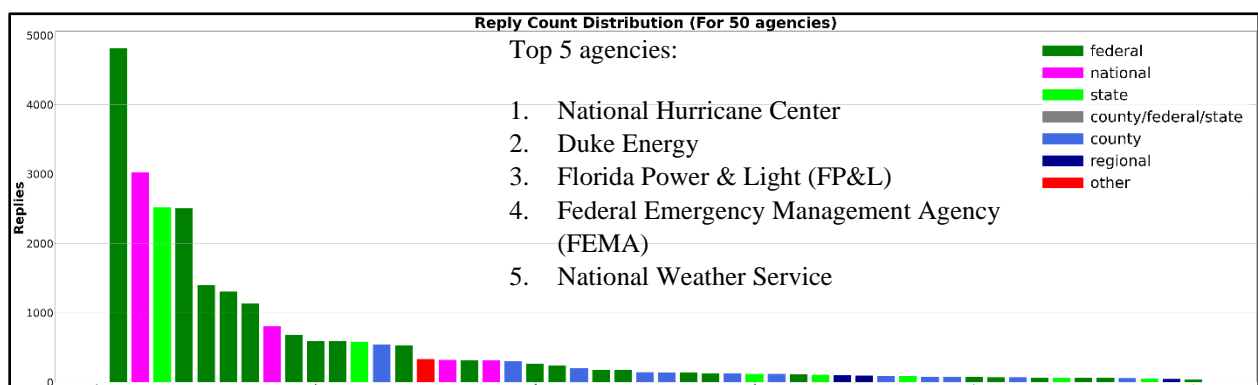 Reply Count Distribution (For 50 agencies)
5000
4000
3000
2000
1000
0
Replies
Top 5 agencies:
1. National Hurricane Center
2. Duke Energy
3. Florida Power & Light (FP&L)
4. Federal Emergency Management Agency
(FEMA)
5. National Weather Service
federal
national
state
county/federal/state
county
regional
other